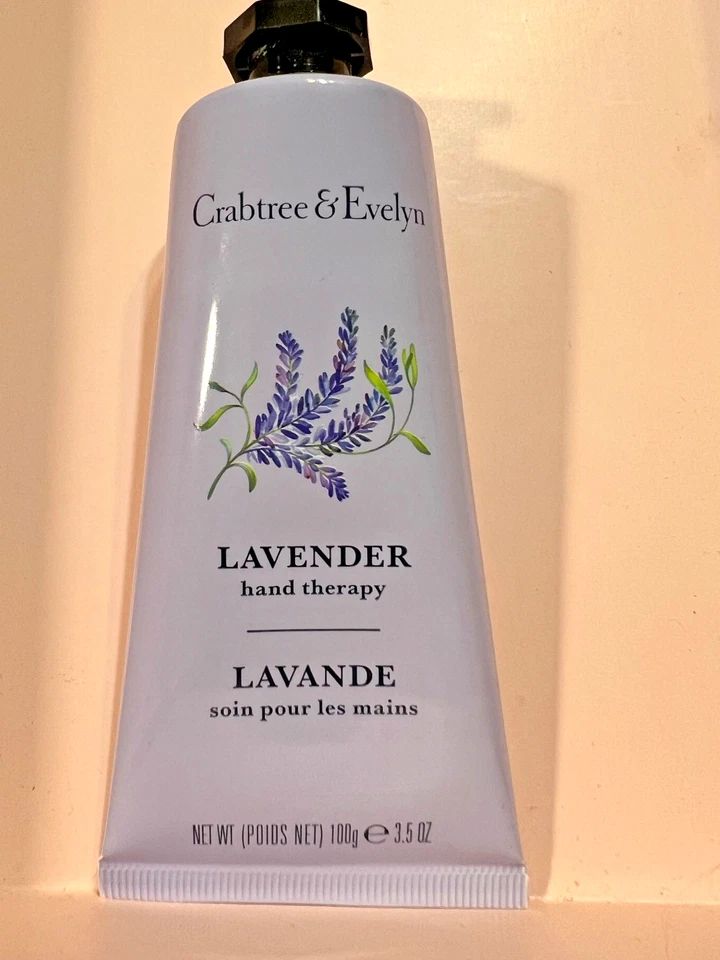 Crabtree & Evelyn
LAVENDER
hand therapy
LAVANDE
soin pour les mains
NET WT (POIDS NET) 100g ℮ 3.5 OZ